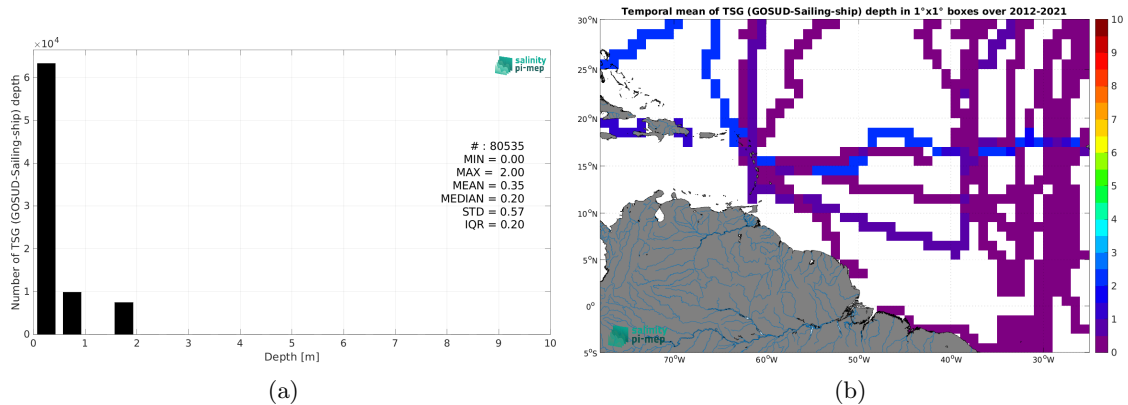 ×10⁴
6
5
4
3
2
1
0
Number of TSG (GOSUD-Sailing-ship) depth
salinity
pi-mep
# : 80535
MIN = 0.00
MAX = 2.00
MEAN = 0.35
MEDIAN = 0.20
STD = 0.57
IQR = 0.20
0 1 2 3 4 5 6 7 8 9 10
Depth [m]
(a)
Temporal mean of TSG (GOSUD-Sailing-ship) depth in 1°x1° boxes over 2012-2021
30°N
25°N
20°N
15°N
10°N
5°N
0°
5°S
70°W 60°W 50°W 40°W 30°W
salinity
pi-mep
10
9
8
7
6
5
4
3
2
1
0
(b)